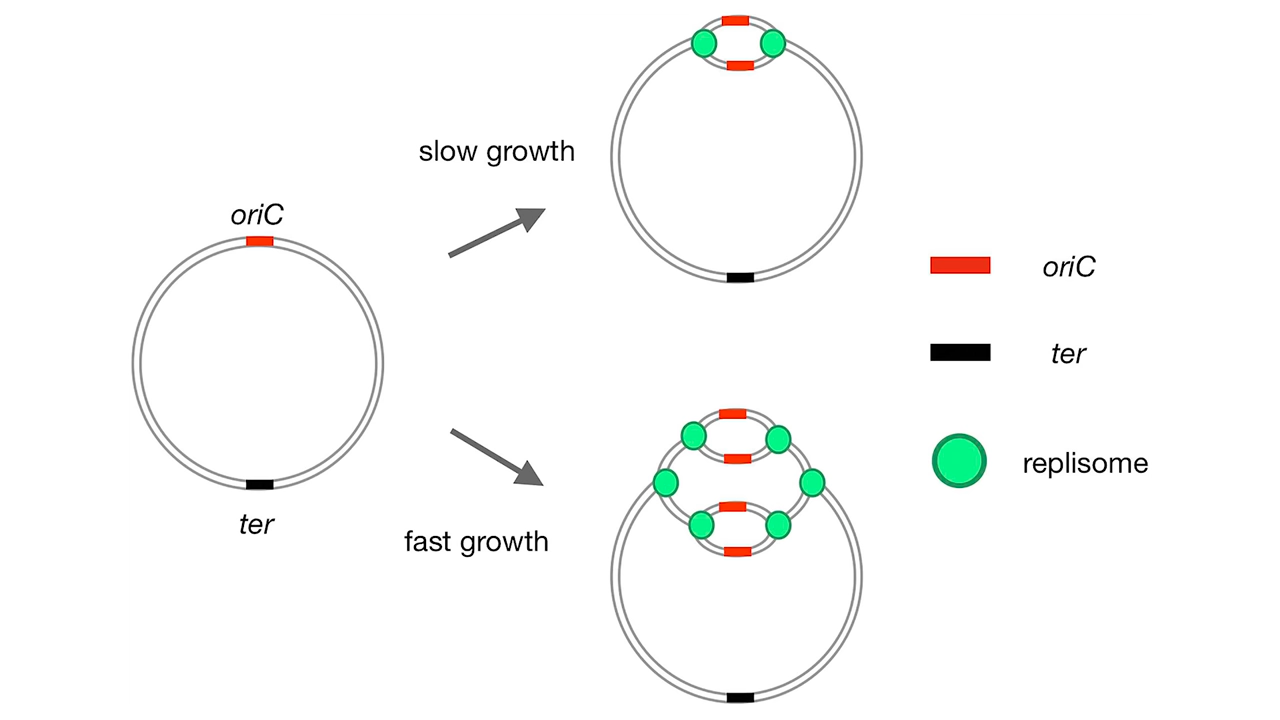 slow growth
oriC
ter
fast growth
oriC
ter
replisome